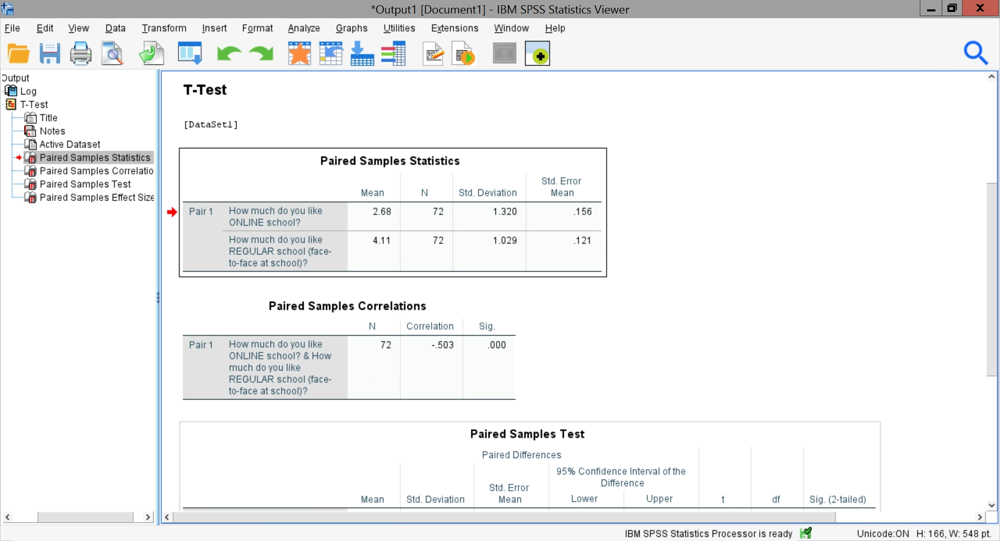 *Output1 [Document1] - IBM SPSS Statistics Viewer
File Edit View Data Transform Insert Format Analyze Graphs Utilities Extensions Window Help
Output
Log
T-Test
Title
Notes
Active Dataset
Paired Samples Statistics
Paired Samples Correlatio
Paired Samples Test
Paired Samples Effect Size
T-Test
[DataSet1]
Paired Samples Statistics
Mean N Std. Deviation Std. Error Mean
Pair 1 How much do you like ONLINE school? 2.68 72 1.320 .156
How much do you like REGULAR school (face-to-face at school)? 4.11 72 1.029 .121
Paired Samples Correlations
N Correlation Sig.
Pair 1 How much do you like ONLINE school? & How much do you like REGULAR school (face-to-face at school)? 72 -.503 .000
Paired Samples Test
Paired Differences
95% Confidence Interval of the Difference
Mean Std. Deviation Std. Error Mean Lower Upper t df Sig. (2-tailed)
IBM SPSS Statistics Processor is ready Unicode:ON H: 166, W: 548 pt.